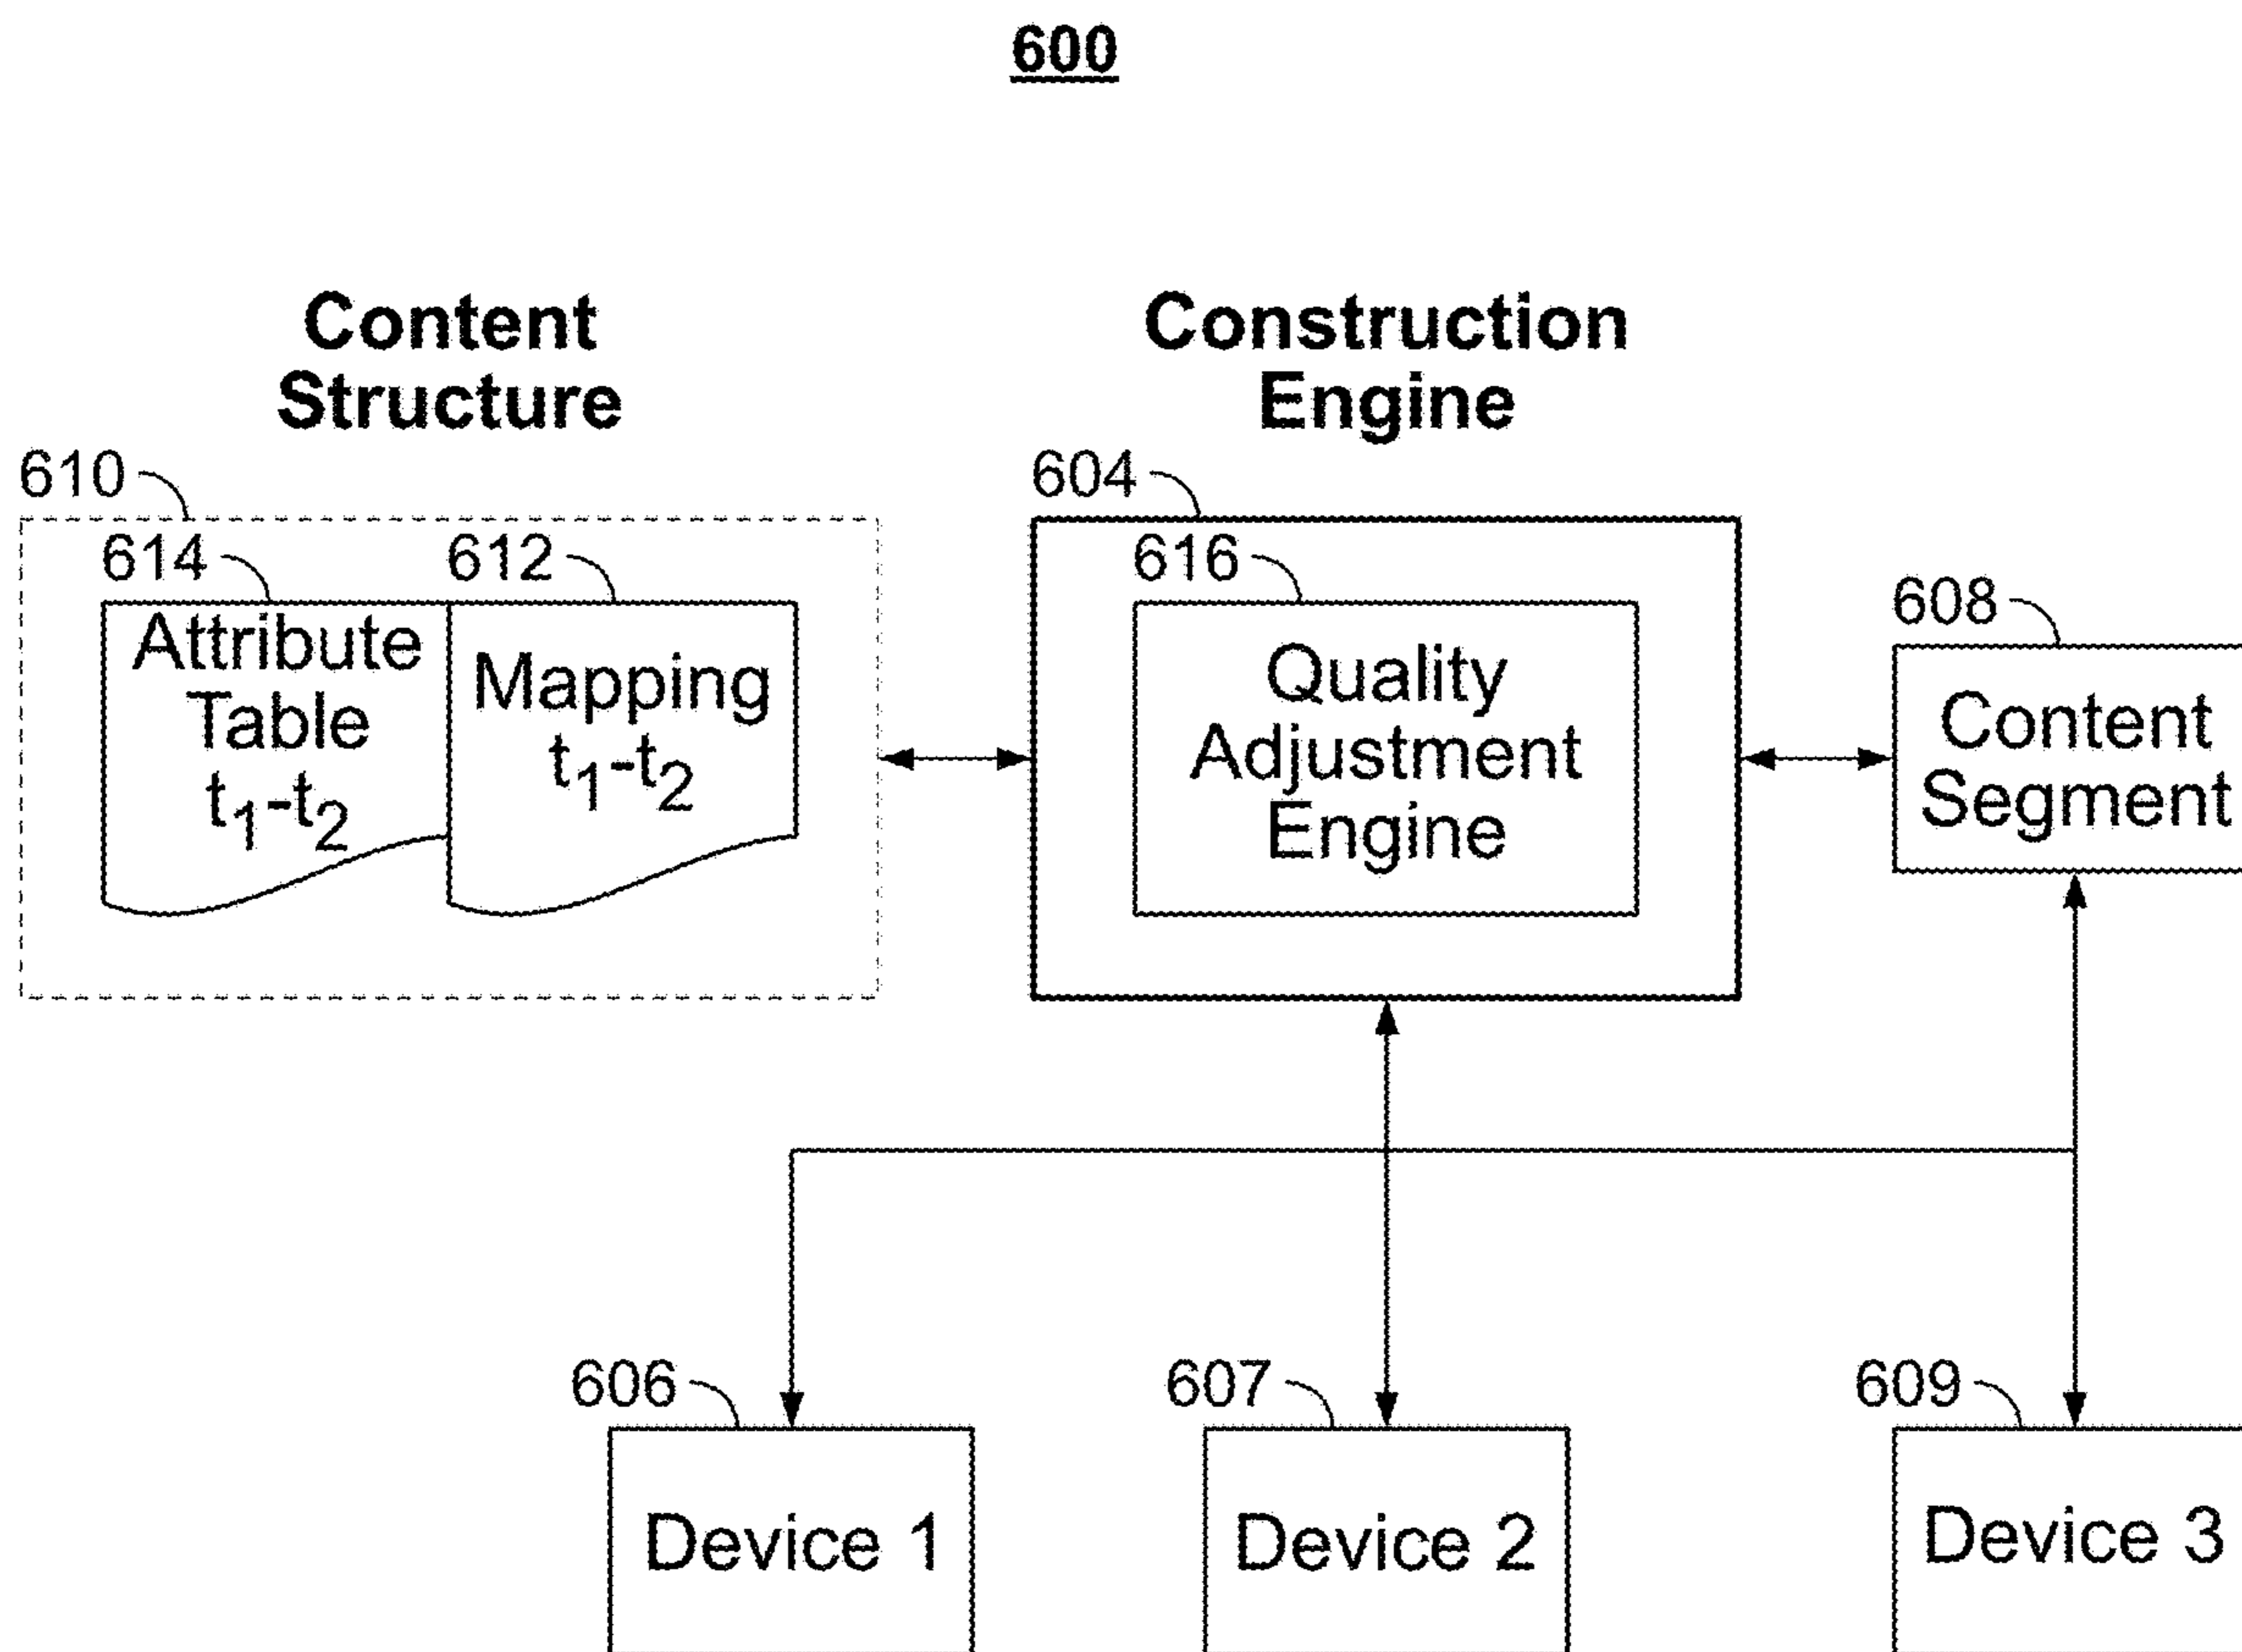 600
Content
Structure
Construction
Engine
610
604
614
612
616
608
Attribute
Table
t₁-t₂
Mapping
t₁-t₂
Quality
Adjustment
Engine
Content
Segment
606
607
609
Device 1
Device 2
Device 3